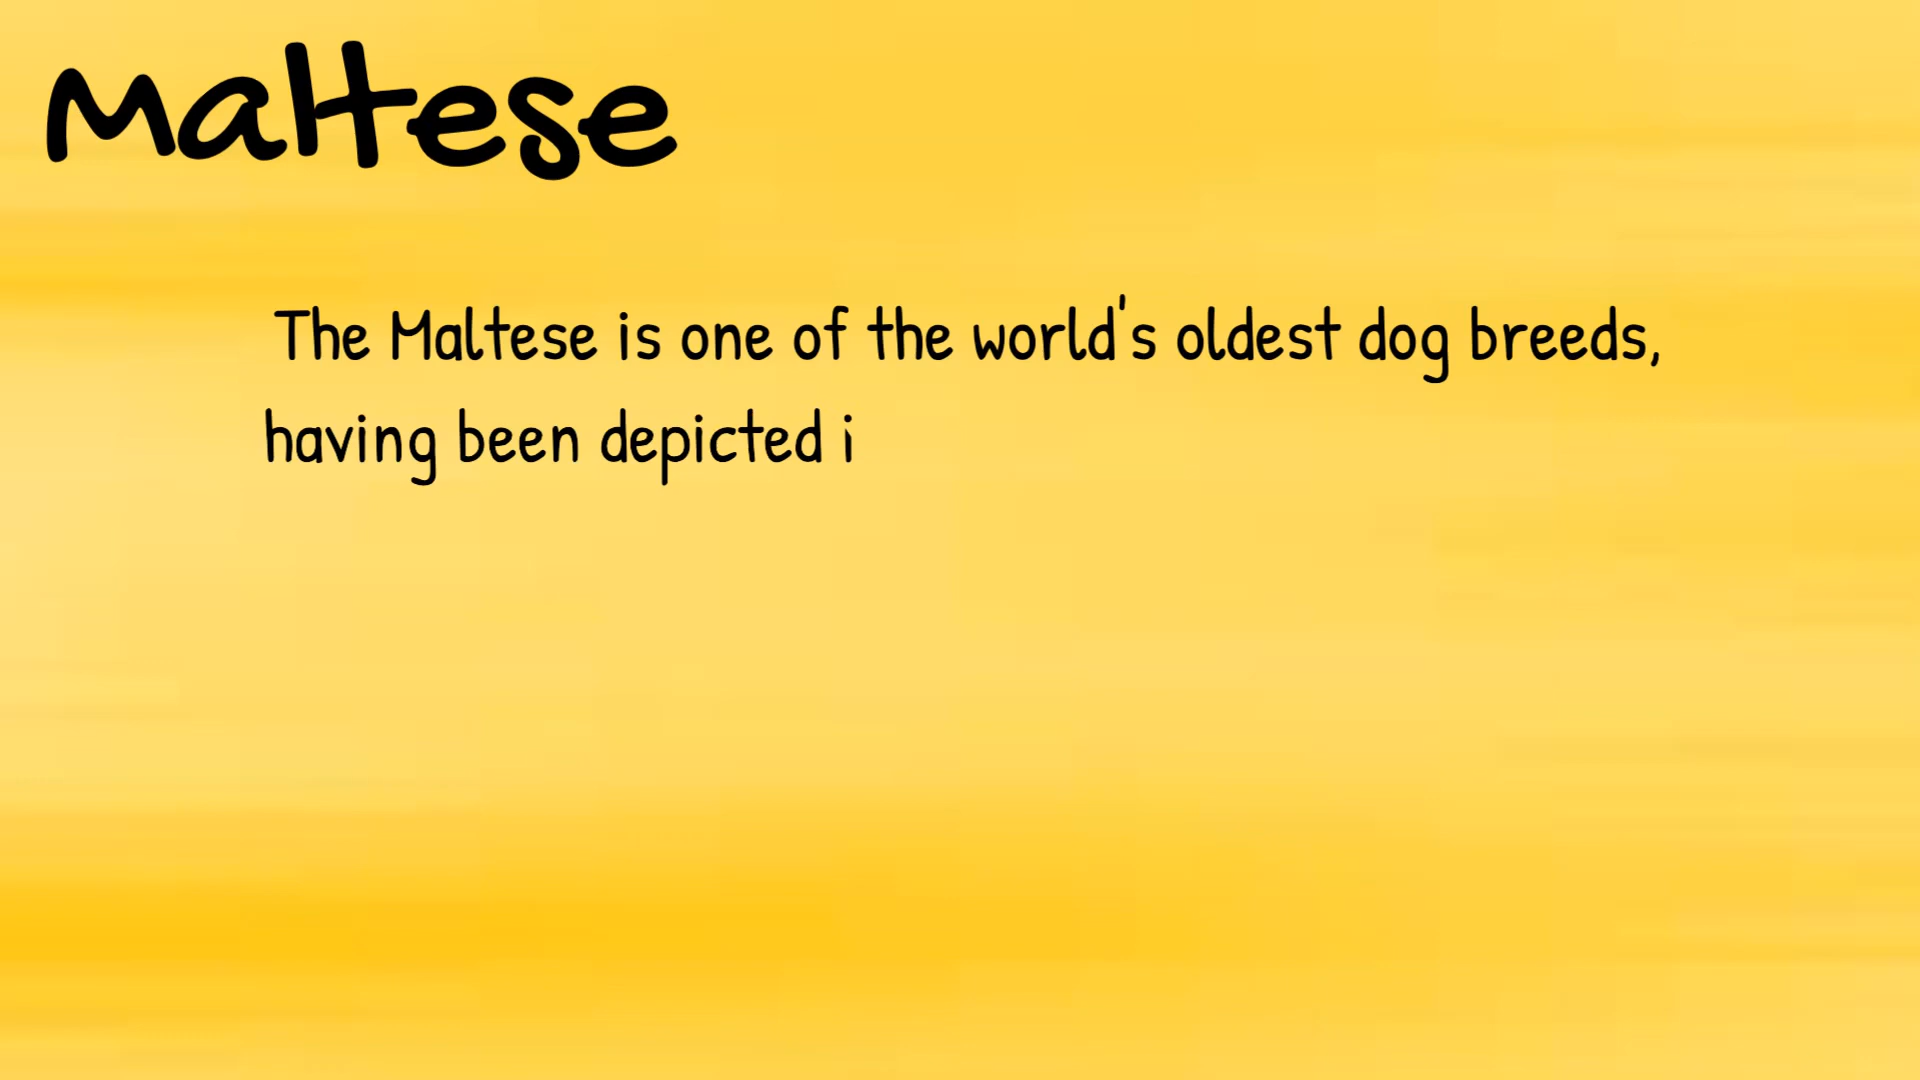 Maltese
The Maltese is one of the world's oldest dog breeds,
having been depicted i